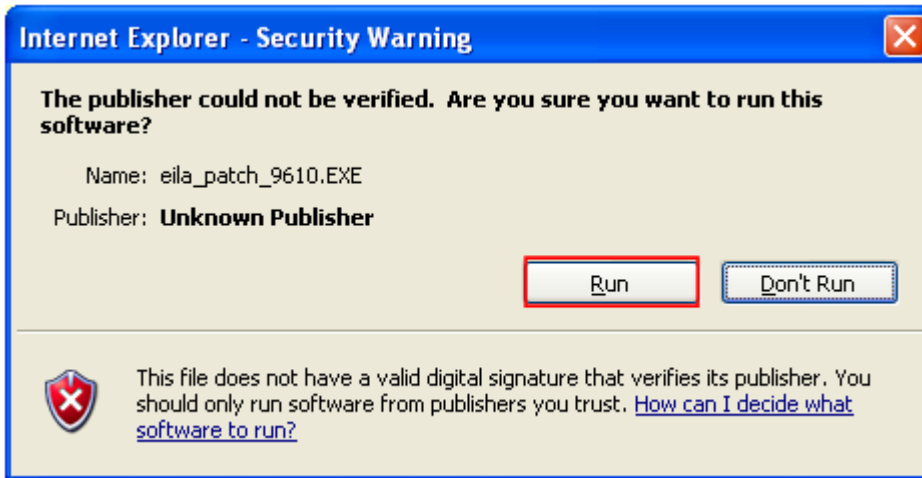 Internet Explorer - Security Warning
The publisher could not be verified.  Are you sure you want to run this
software?
Name: eila_patch_9610.EXE
Publisher: Unknown Publisher
Run Don't Run
This file does not have a valid digital signature that verifies its publisher. You
should only run software from publishers you trust. How can I decide what
software to run?